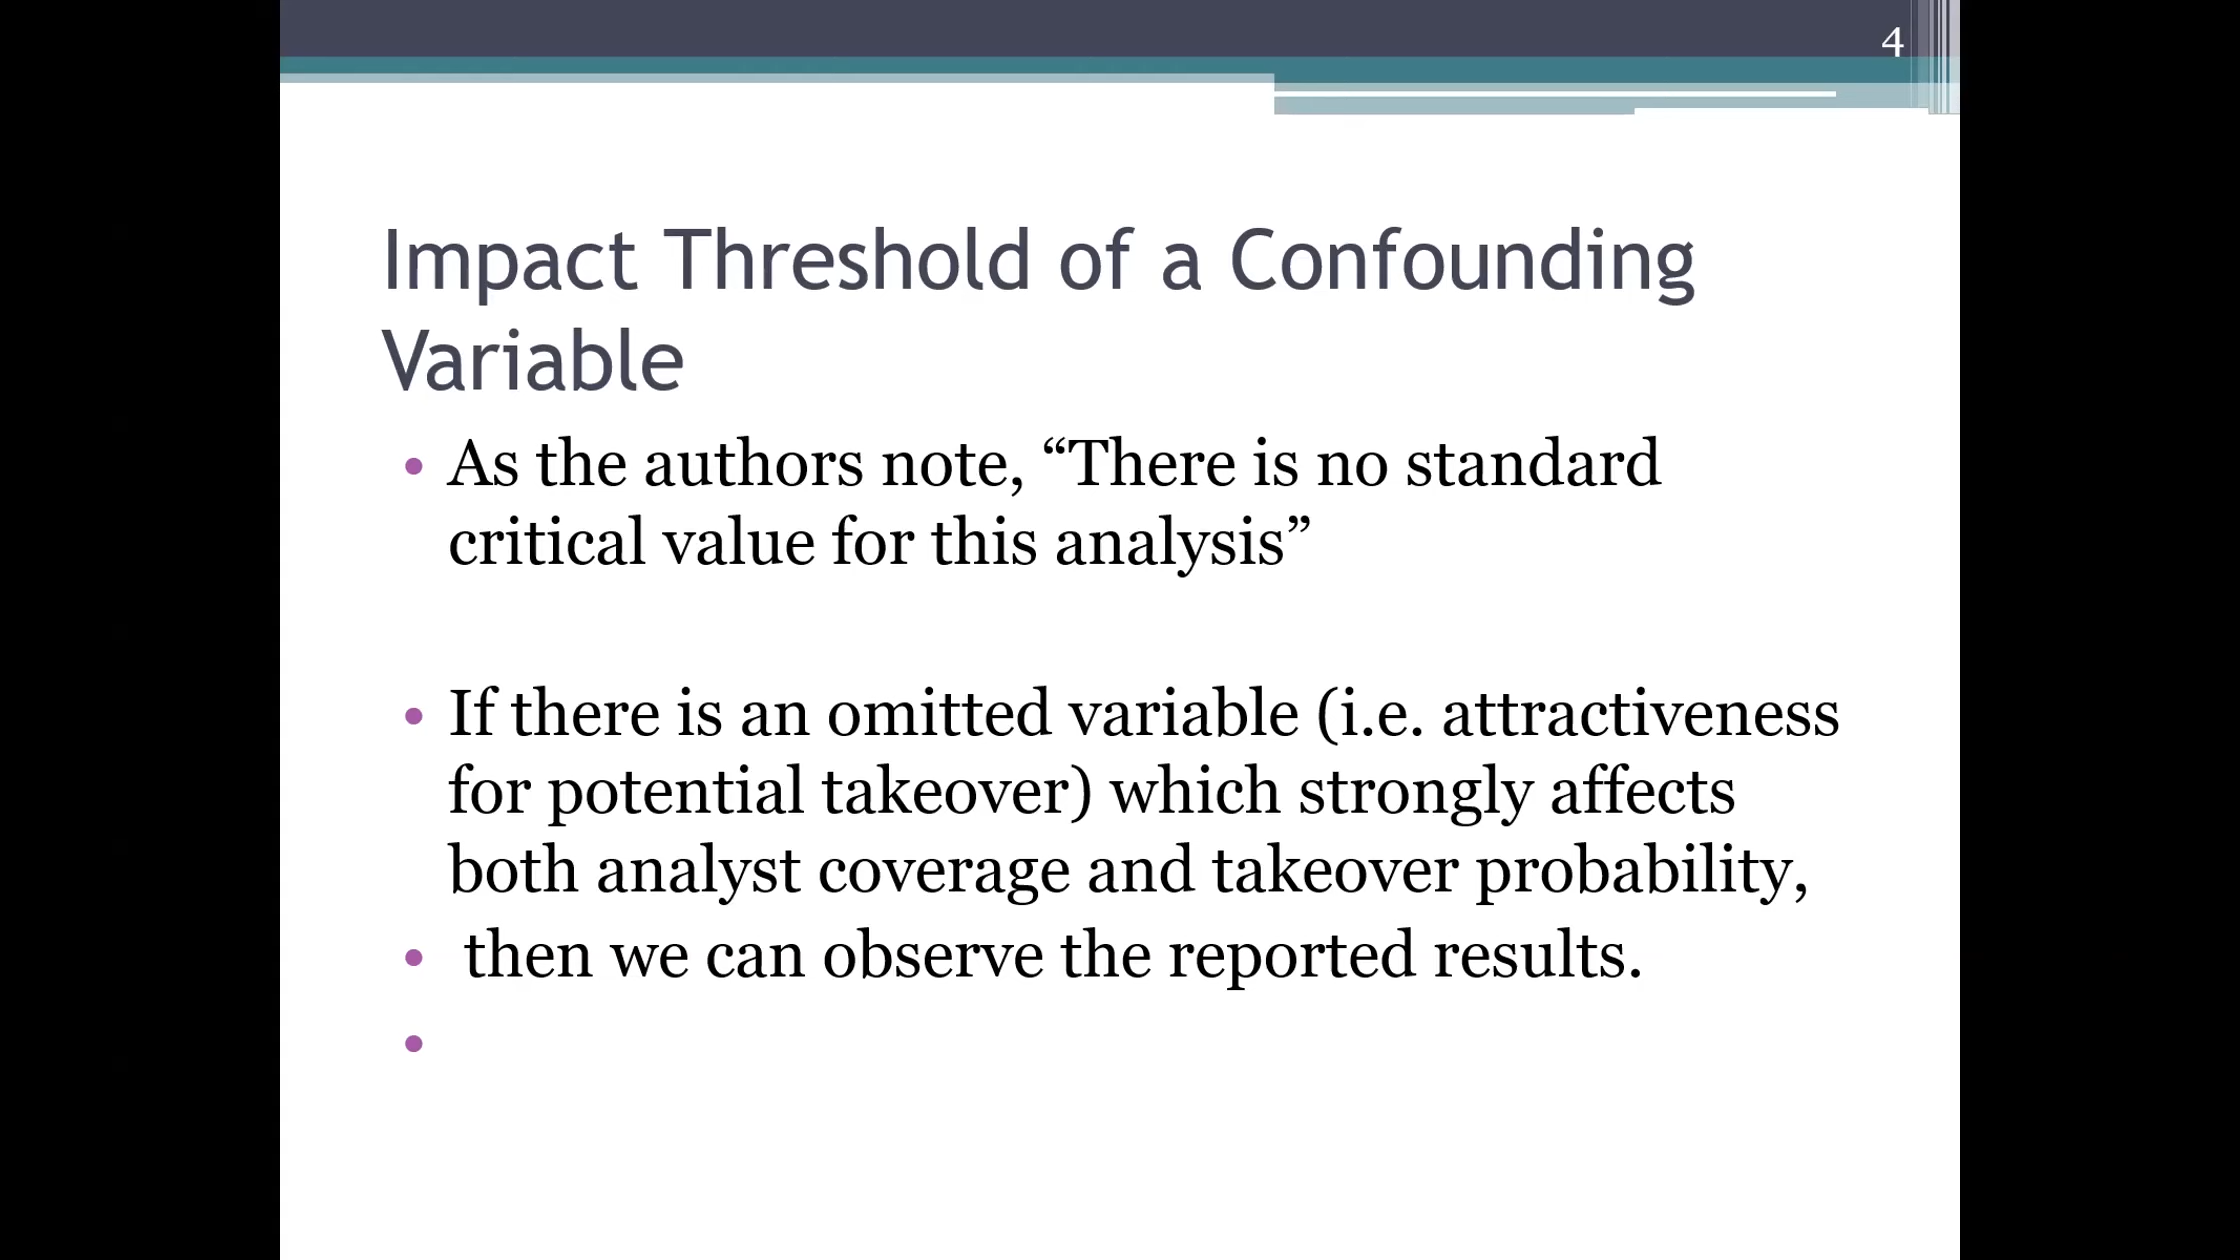 4
Impact Threshold of a Confounding
Variable
• As the authors note, “There is no standard
critical value for this analysis”
• If there is an omitted variable (i.e. attractiveness
for potential takeover) which strongly affects
both analyst coverage and takeover probability,
• then we can observe the reported results.
•